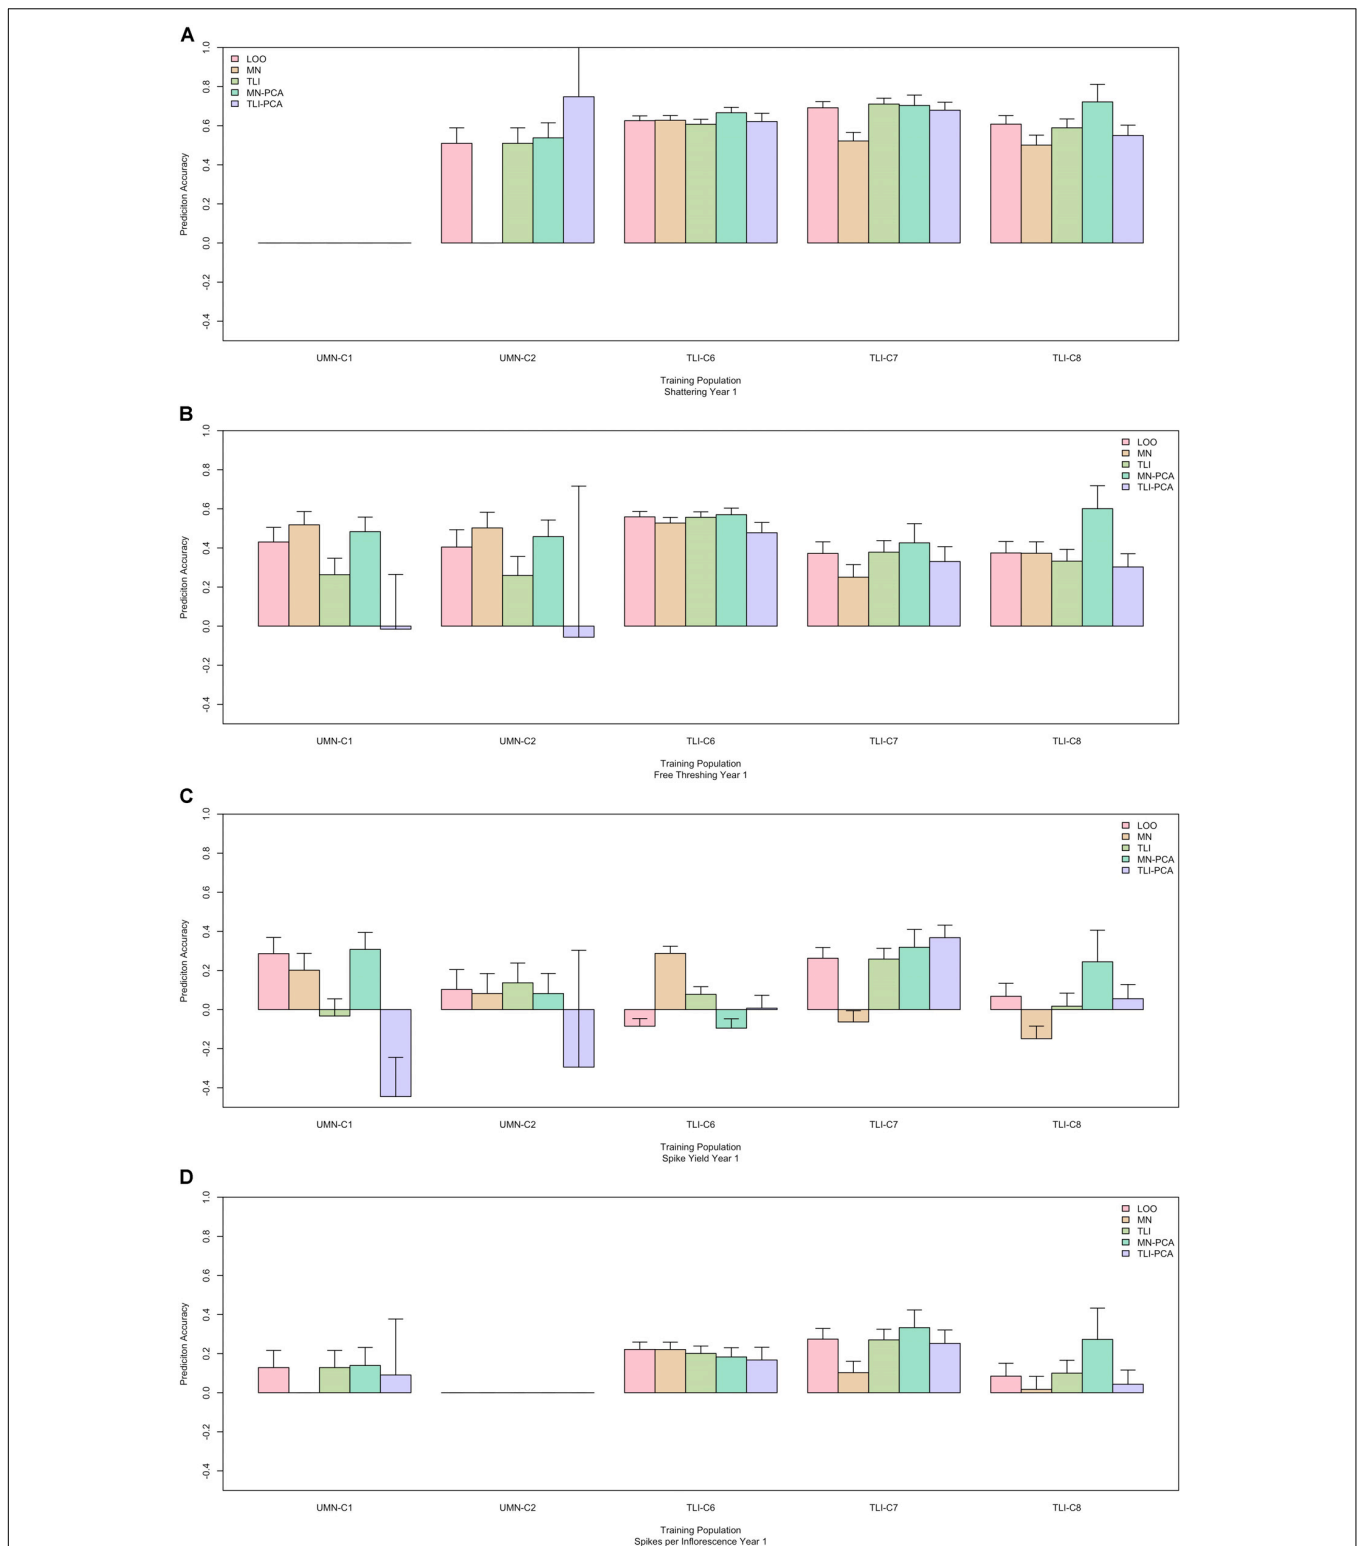 A
LOO
MN
TLI
MN-PCA
TLI-PCA
Prediciton Accuracy
1.0
0.8
0.6
0.4
0.2
0.0
-0.2
-0.4
UMN-C1 UMN-C2 TLI-C6 TLI-C7 TLI-C8
Training Population
Shattering Year 1
B
LOO
MN
TLI
MN-PCA
TLI-PCA
Prediciton Accuracy
1.0
0.8
0.6
0.4
0.2
0.0
-0.2
-0.4
UMN-C1 UMN-C2 TLI-C6 TLI-C7 TLI-C8
Training Population
Free Threshing Year 1
C
LOO
MN
TLI
MN-PCA
TLI-PCA
Prediciton Accuracy
1.0
0.8
0.6
0.4
0.2
0.0
-0.2
-0.4
UMN-C1 UMN-C2 TLI-C6 TLI-C7 TLI-C8
Training Population
Spike Yield Year 1
D
LOO
MN
TLI
MN-PCA
TLI-PCA
Prediciton Accuracy
1.0
0.8
0.6
0.4
0.2
0.0
-0.2
-0.4
UMN-C1 UMN-C2 TLI-C6 TLI-C7 TLI-C8
Training Population
Spikes per Inflorescence Year 1